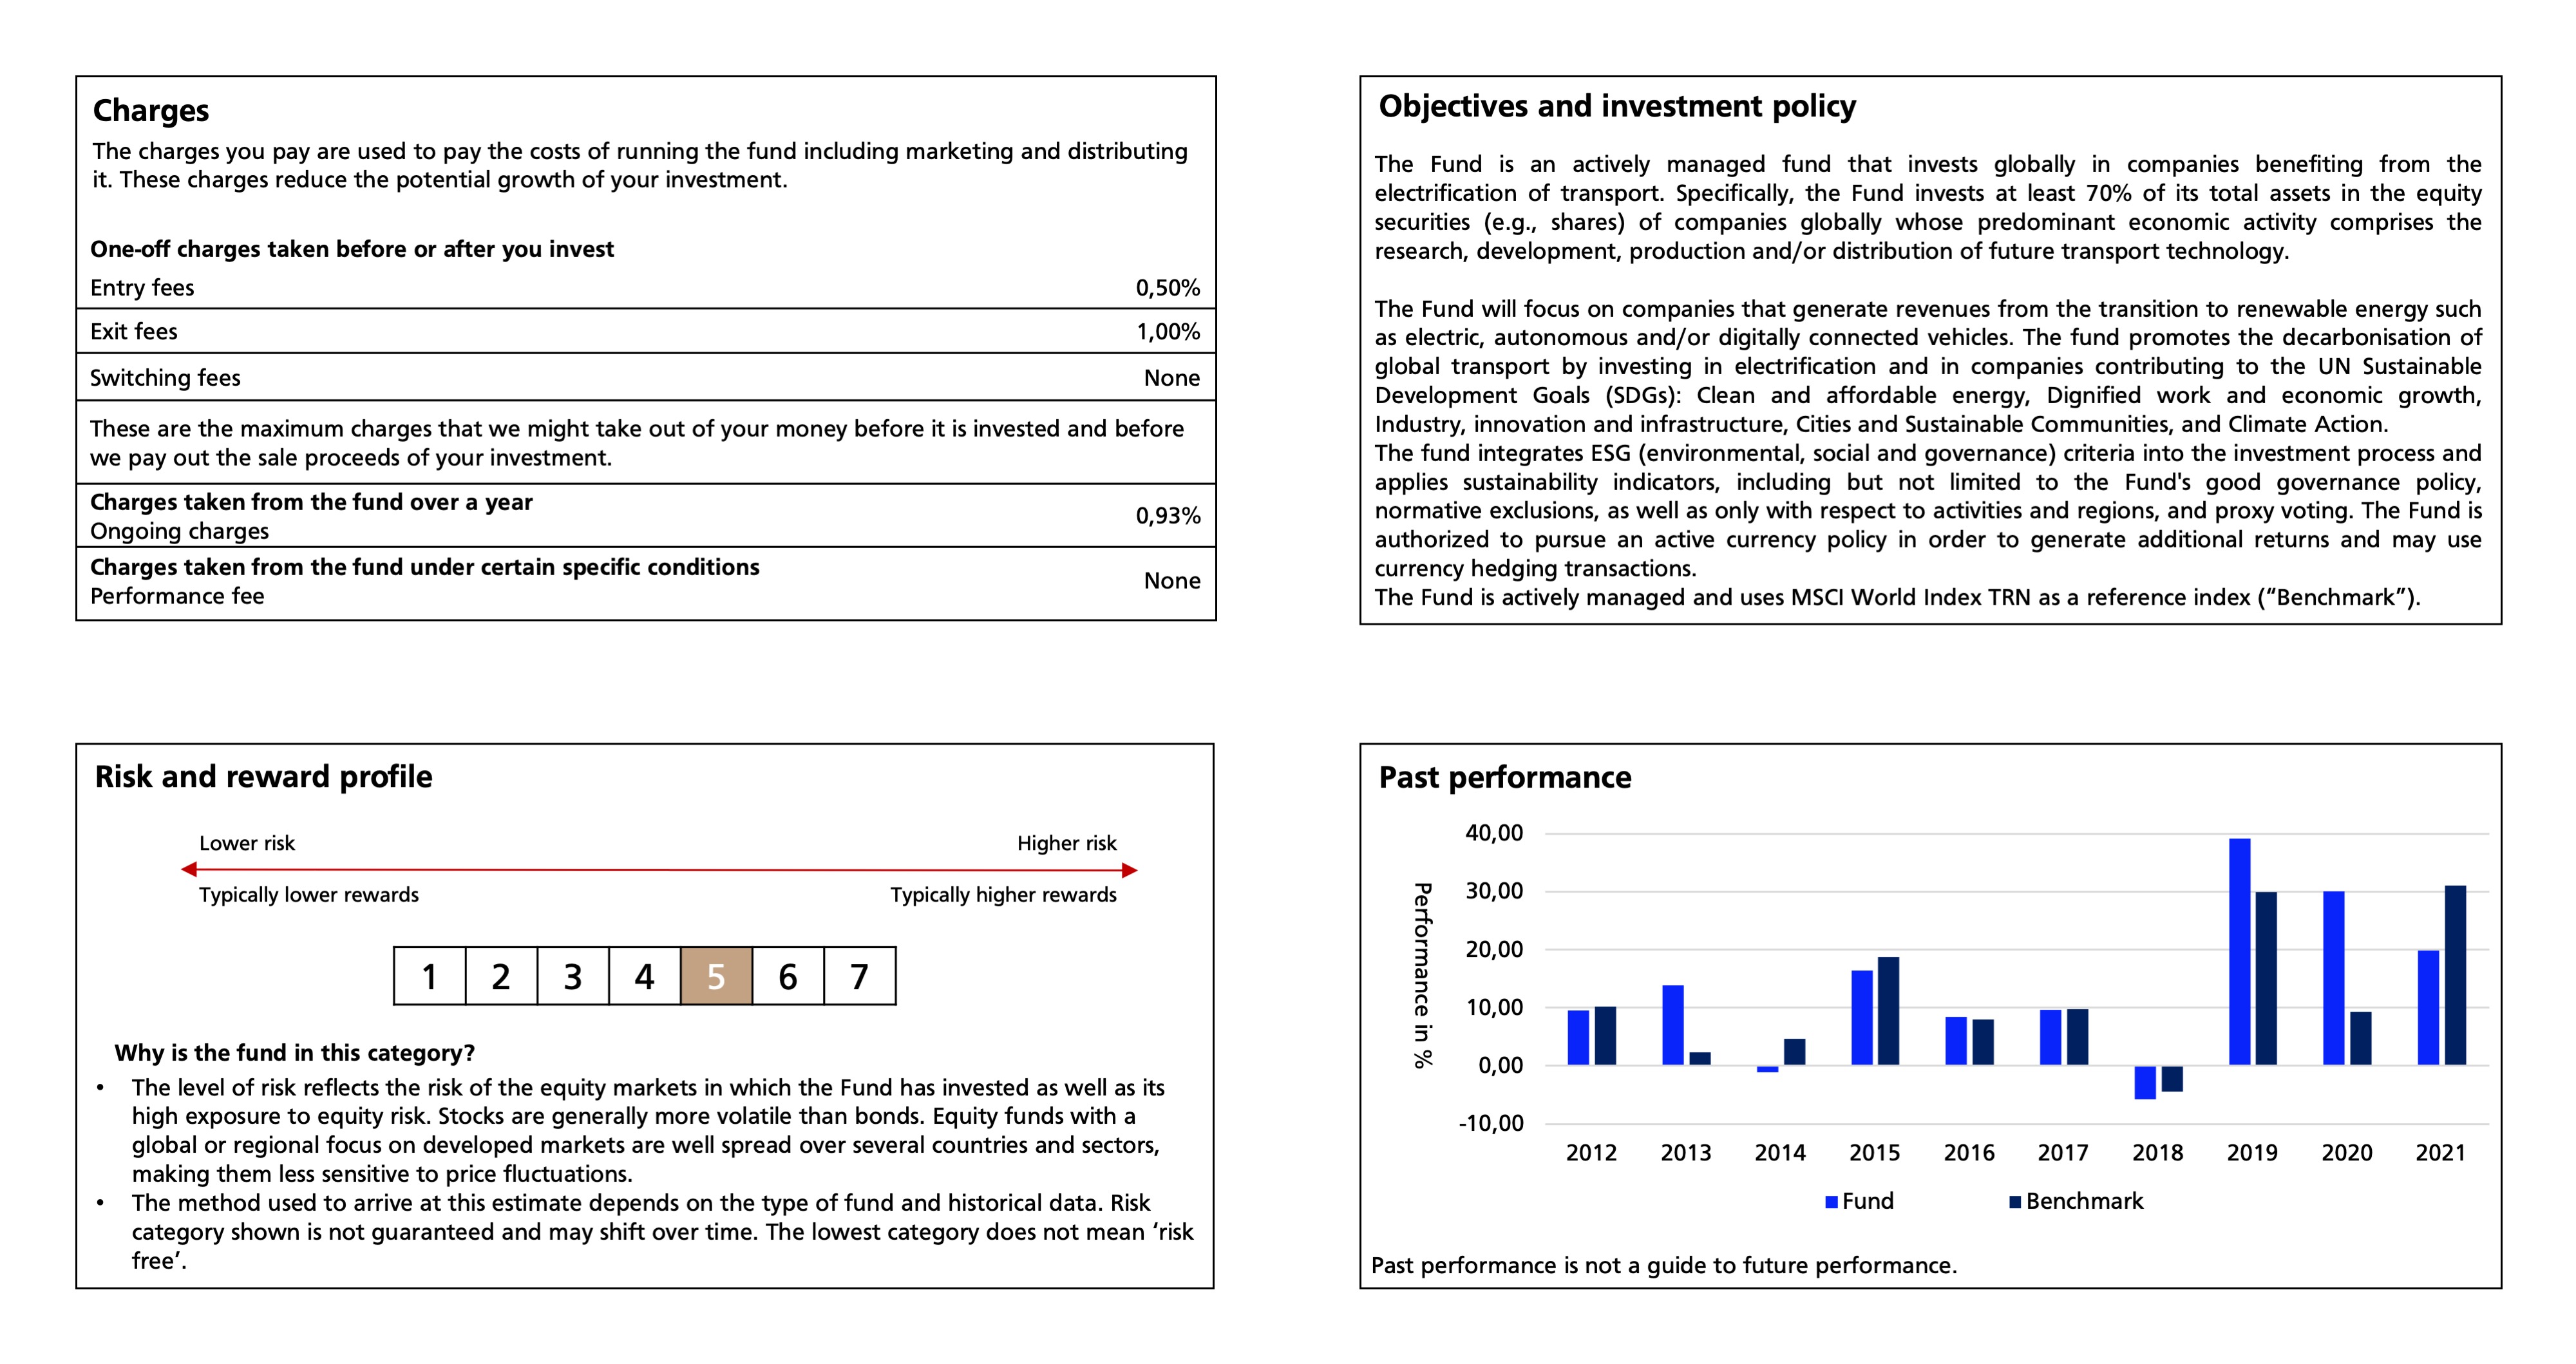 Charges
The charges you pay are used to pay the costs of running the fund including marketing and distributing
it. These charges reduce the potential growth of your investment.
One-off charges taken before or after you invest
Entry fees 0,50%
Exit fees 1,00%
Switching fees None
These are the maximum charges that we might take out of your money before it is invested and before
we pay out the sale proceeds of your investment.
Charges taken from the fund over a year
Ongoing charges 0,93%
Charges taken from the fund under certain specific conditions
Performance fee None
Objectives and investment policy
The Fund is an actively managed fund that invests globally in companies benefiting from the
electrification of transport. Specifically, the Fund invests at least 70% of its total assets in the equity
securities (e.g., shares) of companies globally whose predominant economic activity comprises the
research, development, production and/or distribution of future transport technology.
The Fund will focus on companies that generate revenues from the transition to renewable energy such
as electric, autonomous and/or digitally connected vehicles. The fund promotes the decarbonisation of
global transport by investing in electrification and in companies contributing to the UN Sustainable
Development Goals (SDGs): Clean and affordable energy, Dignified work and economic growth,
Industry, innovation and infrastructure, Cities and Sustainable Communities, and Climate Action.
The fund integrates ESG (environmental, social and governance) criteria into the investment process and
applies sustainability indicators, including but not limited to the Fund's good governance policy,
normative exclusions, as well as only with respect to activities and regions, and proxy voting. The Fund is
authorized to pursue an active currency policy in order to generate additional returns and may use
currency hedging transactions.
The Fund is actively managed and uses MSCI World Index TRN as a reference index (“Benchmark”).
Risk and reward profile
Lower risk Higher risk
Typically lower rewards Typically higher rewards
1 2 3 4 5 6 7
Why is the fund in this category?
• The level of risk reflects the risk of the equity markets in which the Fund has invested as well as its
high exposure to equity risk. Stocks are generally more volatile than bonds. Equity funds with a
global or regional focus on developed markets are well spread over several countries and sectors,
making them less sensitive to price fluctuations.
• The method used to arrive at this estimate depends on the type of fund and historical data. Risk
category shown is not guaranteed and may shift over time. The lowest category does not mean ‘risk
free’.
Past performance
Performance in %
40,00
30,00
20,00
10,00
0,00
-10,00
2012 2013 2014 2015 2016 2017 2018 2019 2020 2021
Fund Benchmark
Past performance is not a guide to future performance.